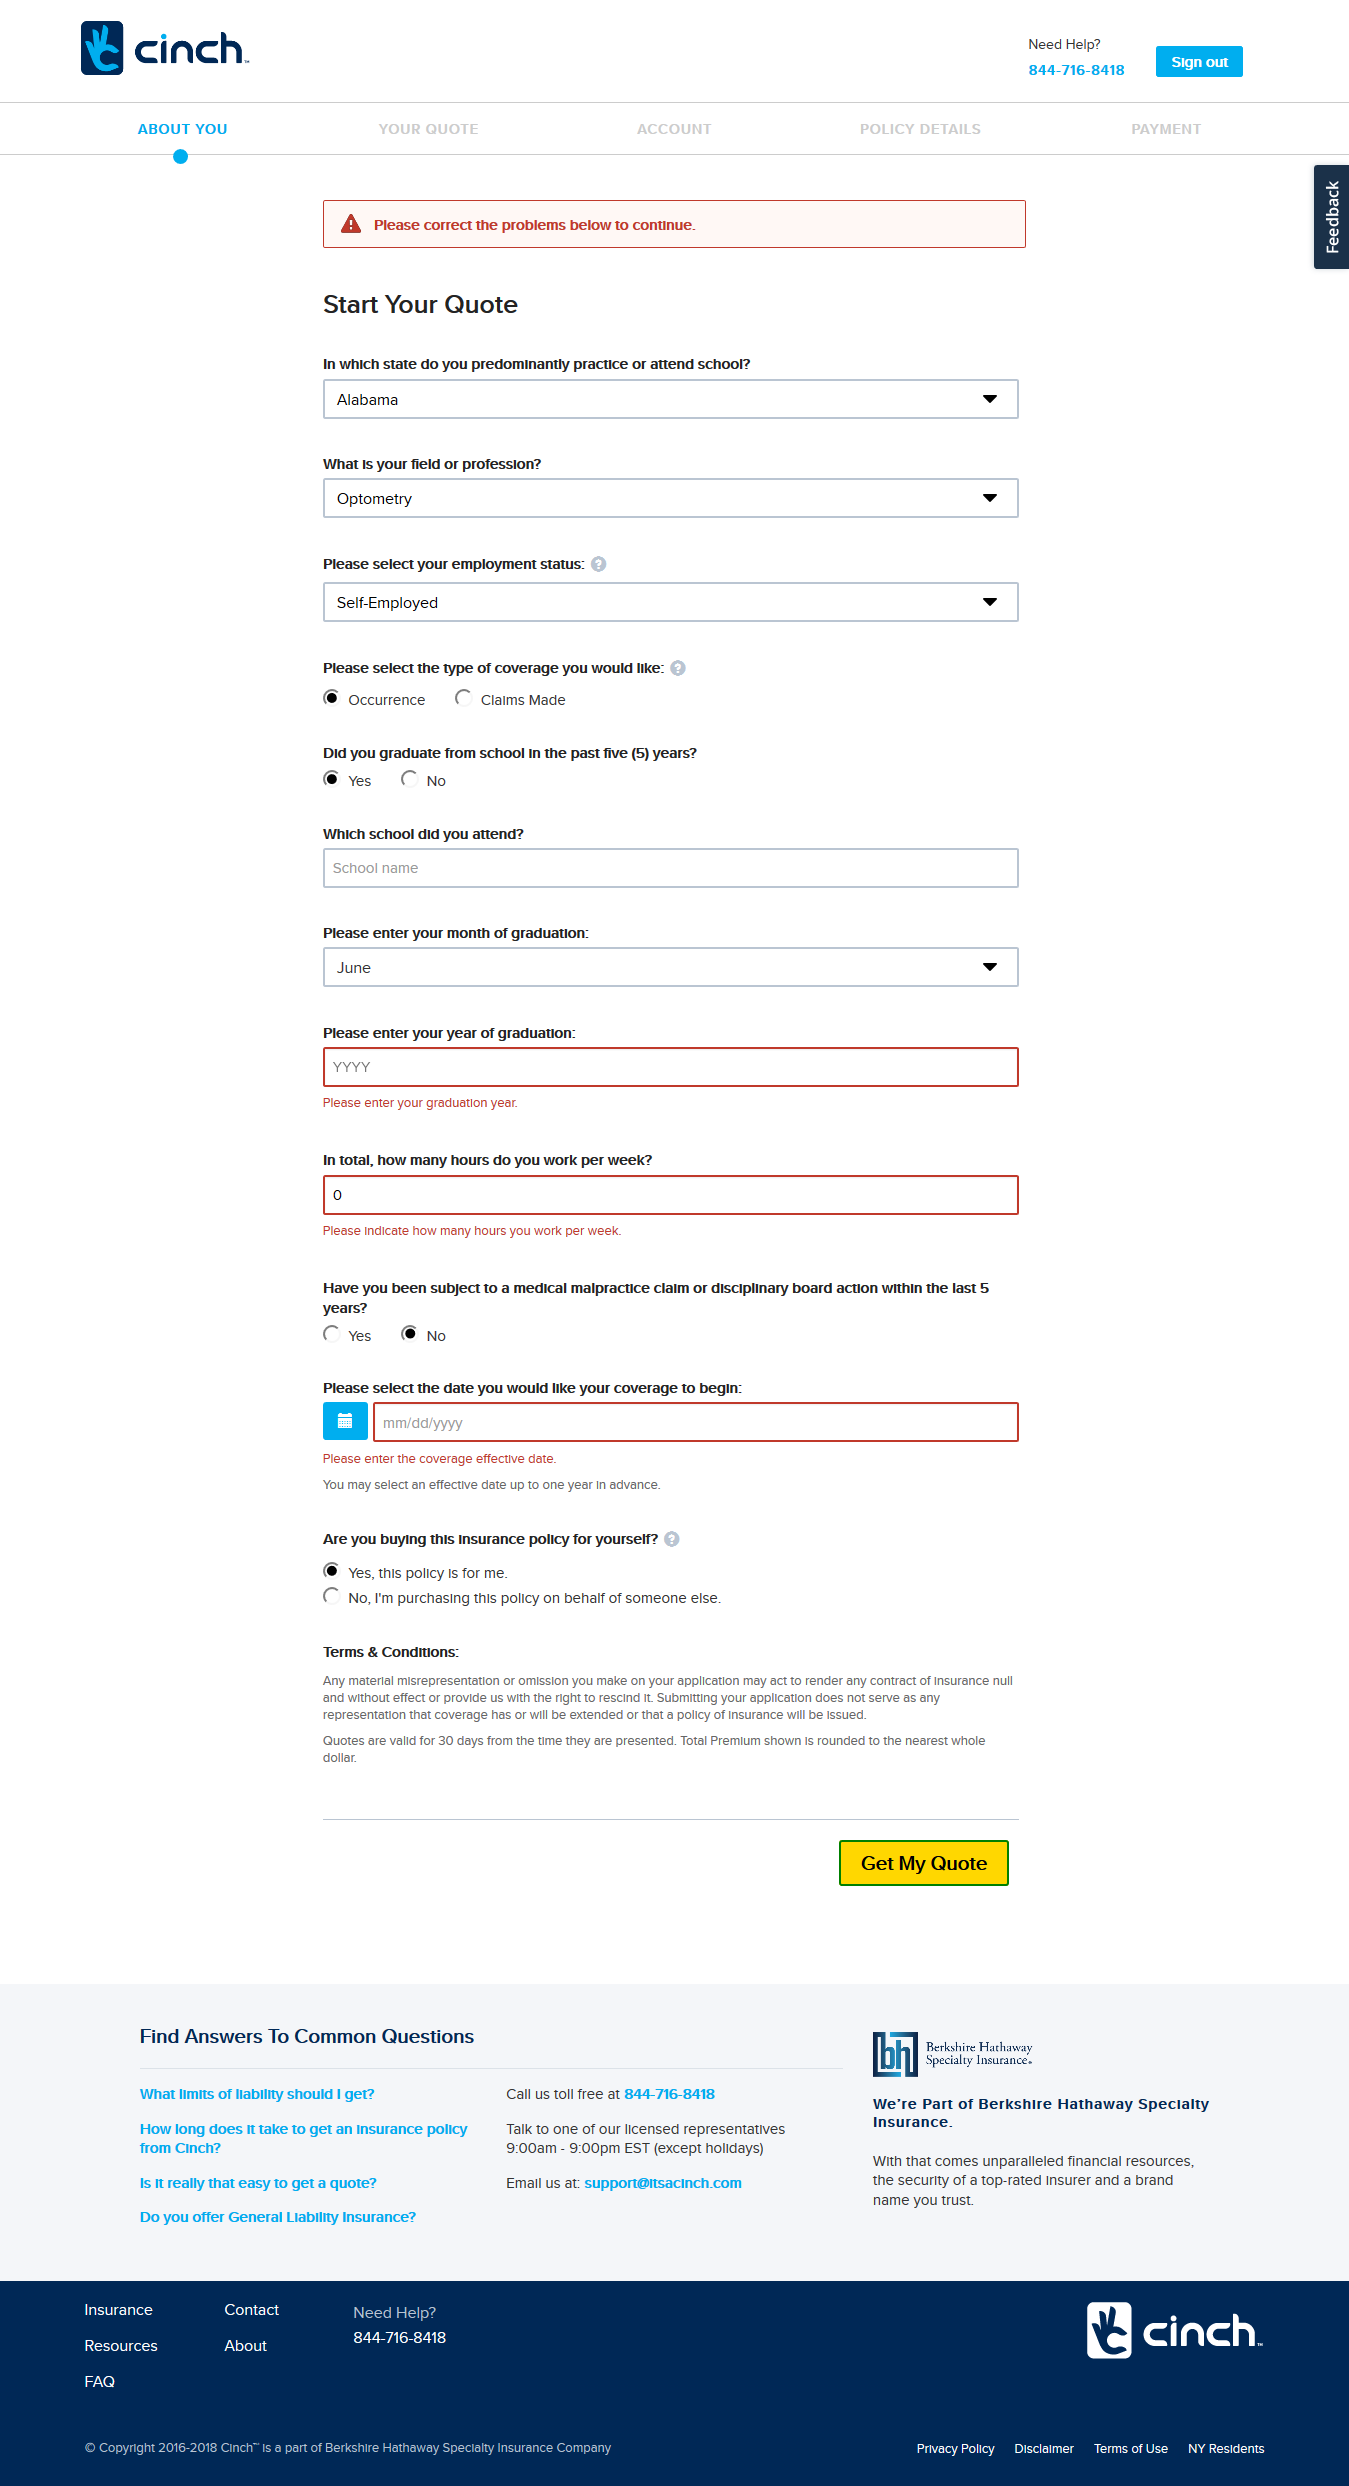 cinch™
Need Help?
844-716-8418
Sign out
ABOUT YOU
YOUR QUOTE
ACCOUNT
POLICY DETAILS
PAYMENT
Feedback
Please correct the problems below to continue.
Start Your Quote
In which state do you predominantly practice or attend school?
Alabama
What is your field or profession?
Optometry
Please select your employment status: ?
Self-Employed
Please select the type of coverage you would like: ?
Occurrence Claims Made
Did you graduate from school in the past five (5) years?
Yes No
Which school did you attend?
School name
Please enter your month of graduation:
June
Please enter your year of graduation:
YYYY
Please enter your graduation year.
In total, how many hours do you work per week?
0
Please indicate how many hours you work per week.
Have you been subject to a medical malpractice claim or disciplinary board action within the last 5
years?
Yes No
Please select the date you would like your coverage to begin:
mm/dd/yyyy
Please enter the coverage effective date.
You may select an effective date up to one year in advance.
Are you buying this insurance policy for yourself? ?
Yes, this policy is for me.
No, I'm purchasing this policy on behalf of someone else.
Terms & Conditions:
Any material misrepresentation or omission you make on your application may act to render any contract of insurance null
and without effect or provide us with the right to rescind it. Submitting your application does not serve as any
representation that coverage has or will be extended or that a policy of insurance will be issued.
Quotes are valid for 30 days from the time they are presented. Total Premium shown is rounded to the nearest whole
dollar.
Get My Quote
Find Answers To Common Questions
What limits of liability should I get?
How long does it take to get an insurance policy
from Cinch?
Is it really that easy to get a quote?
Do you offer General Liability Insurance?
Call us toll free at 844-716-8418
Talk to one of our licensed representatives
9:00am - 9:00pm EST (except holidays)
Email us at: support@itsacinch.com
bh
Berkshire Hathaway
Specialty Insurance®
We're Part of Berkshire Hathaway Specialty
Insurance.
With that comes unparalleled financial resources,
the security of a top-rated insurer and a brand
name you trust.
Insurance
Resources
FAQ
Contact
About
Need Help?
844-716-8418
cinch™
© Copyright 2016-2018 Cinch™ is a part of Berkshire Hathaway Specialty Insurance Company
Privacy Policy Disclaimer Terms of Use NY Residents